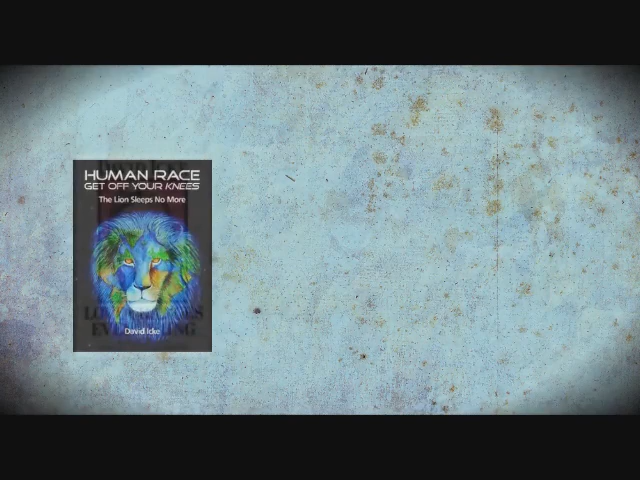 HUMAN RACE
GET OFF YOUR KNEES
The Lion Sleeps No More
David Icke